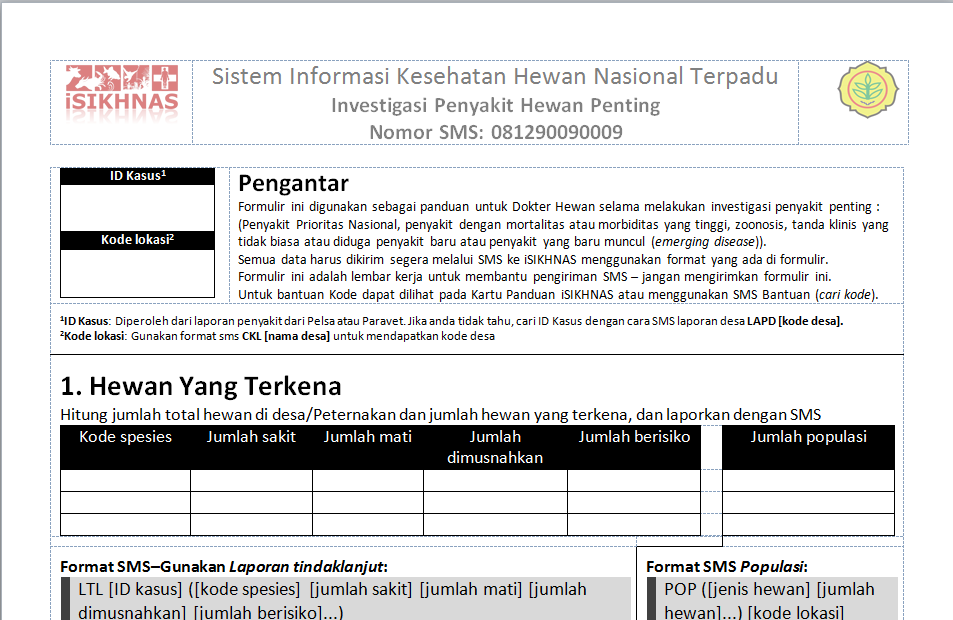 iSIKHNAS
Sistem Informasi Kesehatan Hewan Nasional Terpadu
Investigasi Penyakit Hewan Penting
Nomor SMS: 081290090009
ID Kasus¹
Kode lokasi²
Pengantar
Formulir ini digunakan sebagai panduan untuk Dokter Hewan selama melakukan investigasi penyakit penting :
(Penyakit Prioritas Nasional, penyakit dengan mortalitas atau morbiditas yang tinggi, zoonosis, tanda klinis yang
tidak biasa atau diduga penyakit baru atau penyakit yang baru muncul (emerging disease)).
Semua data harus dikirim segera melalui SMS ke iSIKHNAS menggunakan format yang ada di formulir.
Formulir ini adalah lembar kerja untuk membantu pengiriman SMS – jangan mengirimkan formulir ini.
Untuk bantuan Kode dapat dilihat pada Kartu Panduan iSIKHNAS atau menggunakan SMS Bantuan (cari kode).
¹ID Kasus: Diperoleh dari laporan penyakit dari Pelsa atau Paravet. Jika anda tidak tahu, cari ID Kasus dengan cara SMS laporan desa LAPD [kode desa].
²Kode lokasi: Gunakan format sms CKL [nama desa] untuk mendapatkan kode desa
1. Hewan Yang Terkena
Hitung jumlah total hewan di desa/Peternakan dan jumlah hewan yang terkena, dan laporkan dengan SMS
Kode spesies Jumlah sakit Jumlah mati Jumlah dimusnahkan Jumlah berisiko Jumlah populasi
Format SMS–Gunakan Laporan tindaklanjut:
LTL [ID kasus] ([kode spesies] [jumlah sakit] [jumlah mati] [jumlah
dimusnahkan] [jumlah berisiko]...)
Format SMS Populasi:
POP ([jenis hewan] [jumlah
hewan]...) [kode lokasi]